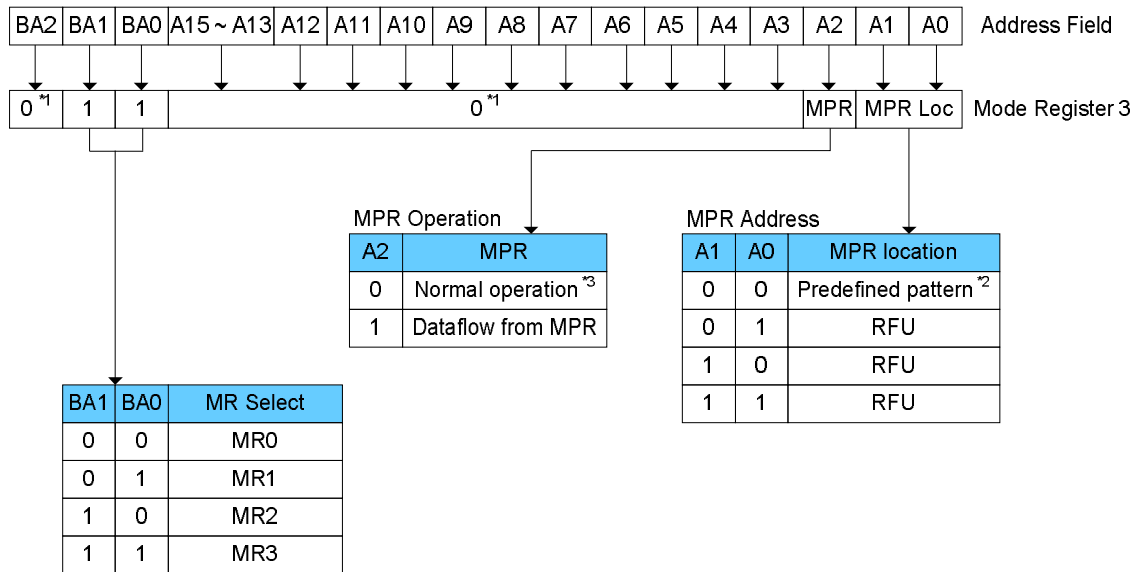 BA2 BA1 BA0 A15 ~ A13 A12 A11 A10 A9 A8 A7 A6 A5 A4 A3 A2 A1 A0 Address Field
0*1 1 1 0*1 MPR MPR Loc Mode Register 3
MPR Operation
A2 MPR
0 Normal operation*3
1 Dataflow from MPR
MPR Address
A1 A0 MPR location
0 0 Predefined pattern*2
0 1 RFU
1 0 RFU
1 1 RFU
BA1 BA0 MR Select
0 0 MR0
0 1 MR1
1 0 MR2
1 1 MR3